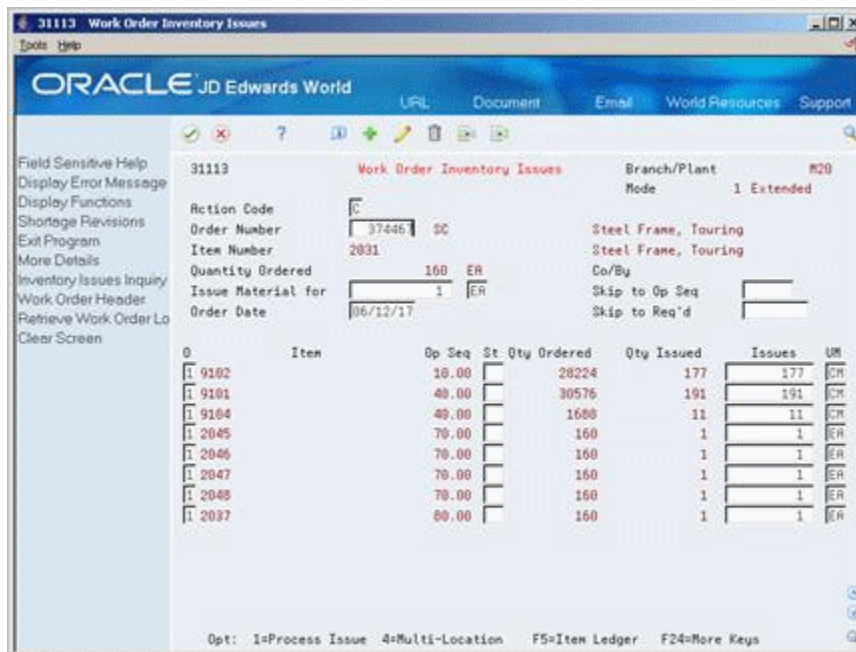 31113 Work Order Inventory Issues
Tools Help
ORACLE JD Edwards World
URL Document Email World Resources Support
Field Sensitive Help
Display Error Message
Display Functions
Shortage Revisions
Exit Program
More Details
Inventory Issues Inquiry
Work Order Header
Retrieve Work Order Lo
Clear Screen
31113 Work Order Inventory Issues Branch/Plant M20
Mode 1 Extended
Action Code C
Order Number 374467 SC Steel Frame, Touring
Item Number 2031 Steel Frame, Touring
Quantity Ordered 160 EA Co/By
Issue Material for 1 EA Skip to Op Seq
Order Date 06/12/17 Skip to Req'd
O Item Op Seq St Qty Ordered Qty Issued Issues UM
1 9102 10.00 28224 177 177 CM
1 9101 40.00 30576 191 191 CM
1 9104 40.00 1680 11 11 CM
1 2045 70.00 160 1 1 EA
1 2046 70.00 160 1 1 EA
1 2047 70.00 160 1 1 EA
1 2048 70.00 160 1 1 EA
1 2037 80.00 160 1 1 EA
Opt: 1=Process Issue 4=Multi-Location F5=Item Ledger F24=More Keys